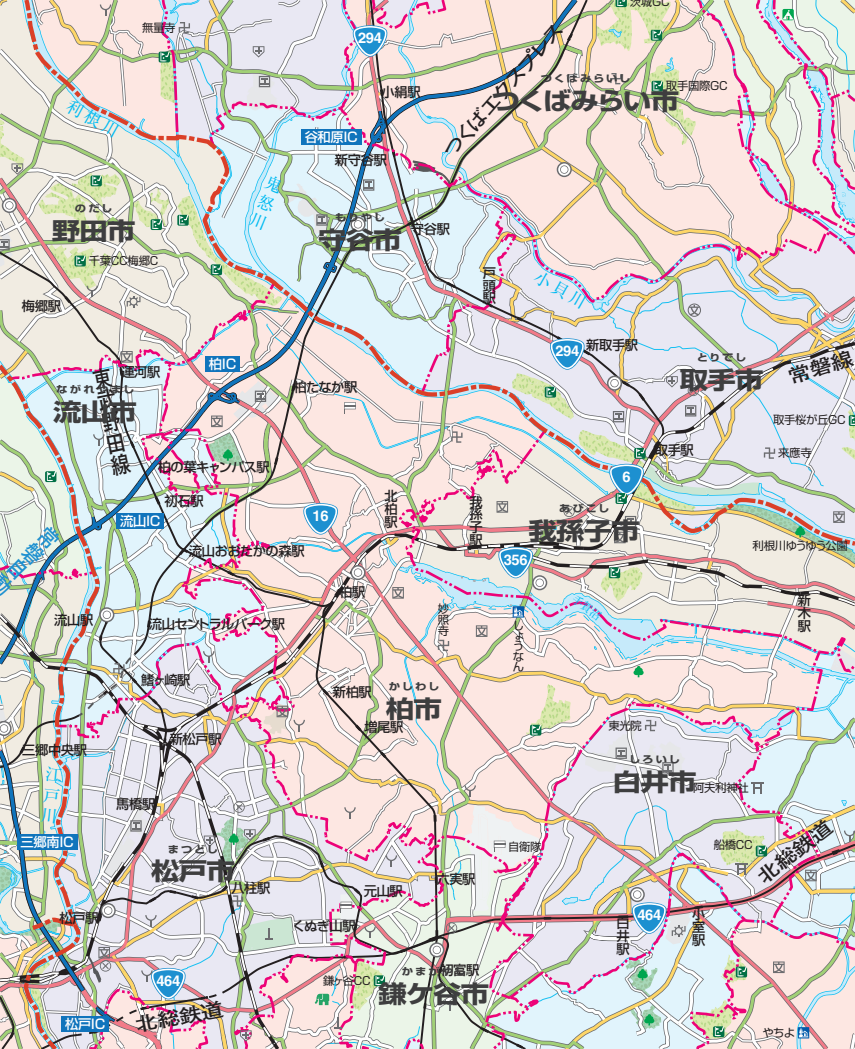 茨城GC
無量寺
294
小絹駅
つくばエクスプレス
つくばみらいし
つくばみらい市
取手国際GC
利根川
谷和原IC
新守谷駅
鬼怒川
のだし
野田市
もりやし
守谷市
守谷駅
千葉CC梅郷C
戸頭駅
小貝川
梅郷駅
294
新取手駅
柏IC
運河駅
とりでし
取手市
常磐線
柏たなか駅
ながれやまし
流山市
東武野田線
取手桜が丘GC
取手駅
来應寺
柏の葉キャンパス駅
6
初石駅
北柏駅
我孫子駅
あびこし
我孫子市
16
流山IC
利根川ゆうゆう公園
流山おおたかの森駅
356
柏駅
新木駅
妙照寺
しょうなん
流山駅
流山セントラルパーク駅
鰭ヶ崎駅
新柏駅
かしわし
柏市
増尾駅
東光院
新松戸駅
三郷中央駅
しろいし
白井市
阿夫利神社
江戸川
馬橋駅
三郷南IC
自衛隊
船橋CC
北総鉄道
まつどし
松戸市
八柱駅
元山駅
六実駅
464
小室駅
白井駅
松戸駅
くぬぎ山駅
464
鎌ケ谷CC
鎌ケ谷市
松戸IC
北総鉄道
やちよ